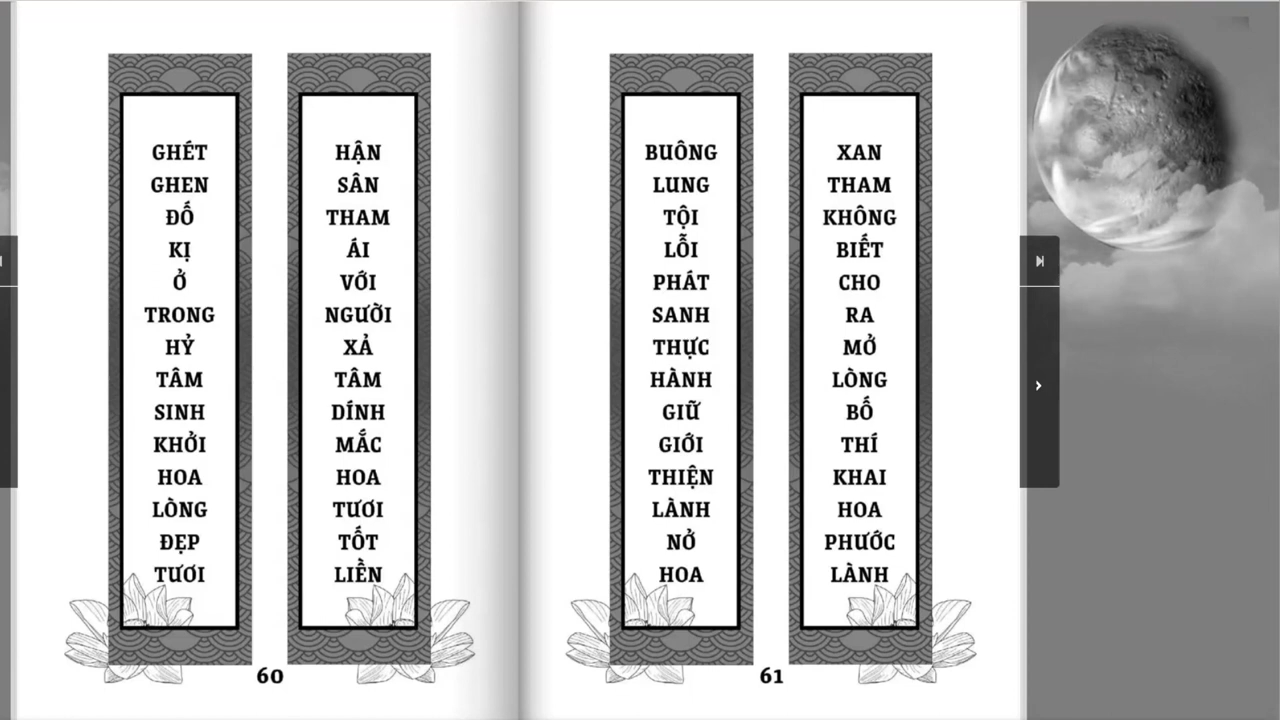 GHÉT
GHEN
ĐỐ
KỊ
Ở
TRONG
HỶ
TÂM
SINH
KHỞI
HOA
LÒNG
ĐẸP
TƯƠI
HẬN
SÂN
THAM
ÁI
VỚI
NGƯỜI
XẢ
TÂM
DÍNH
MẮC
HOA
TƯƠI
TỐT
LIỀN
60
BUÔNG
LUNG
TỘI
LỖI
PHÁT
SANH
THỰC
HÀNH
GIỮ
GIỚI
THIỆN
LÀNH
NỞ
HOA
XAN
THAM
KHÔNG
BIẾT
CHO
RA
MỞ
LÒNG
BỐ
THÍ
KHAI
HOA
PHƯỚC
LÀNH
61